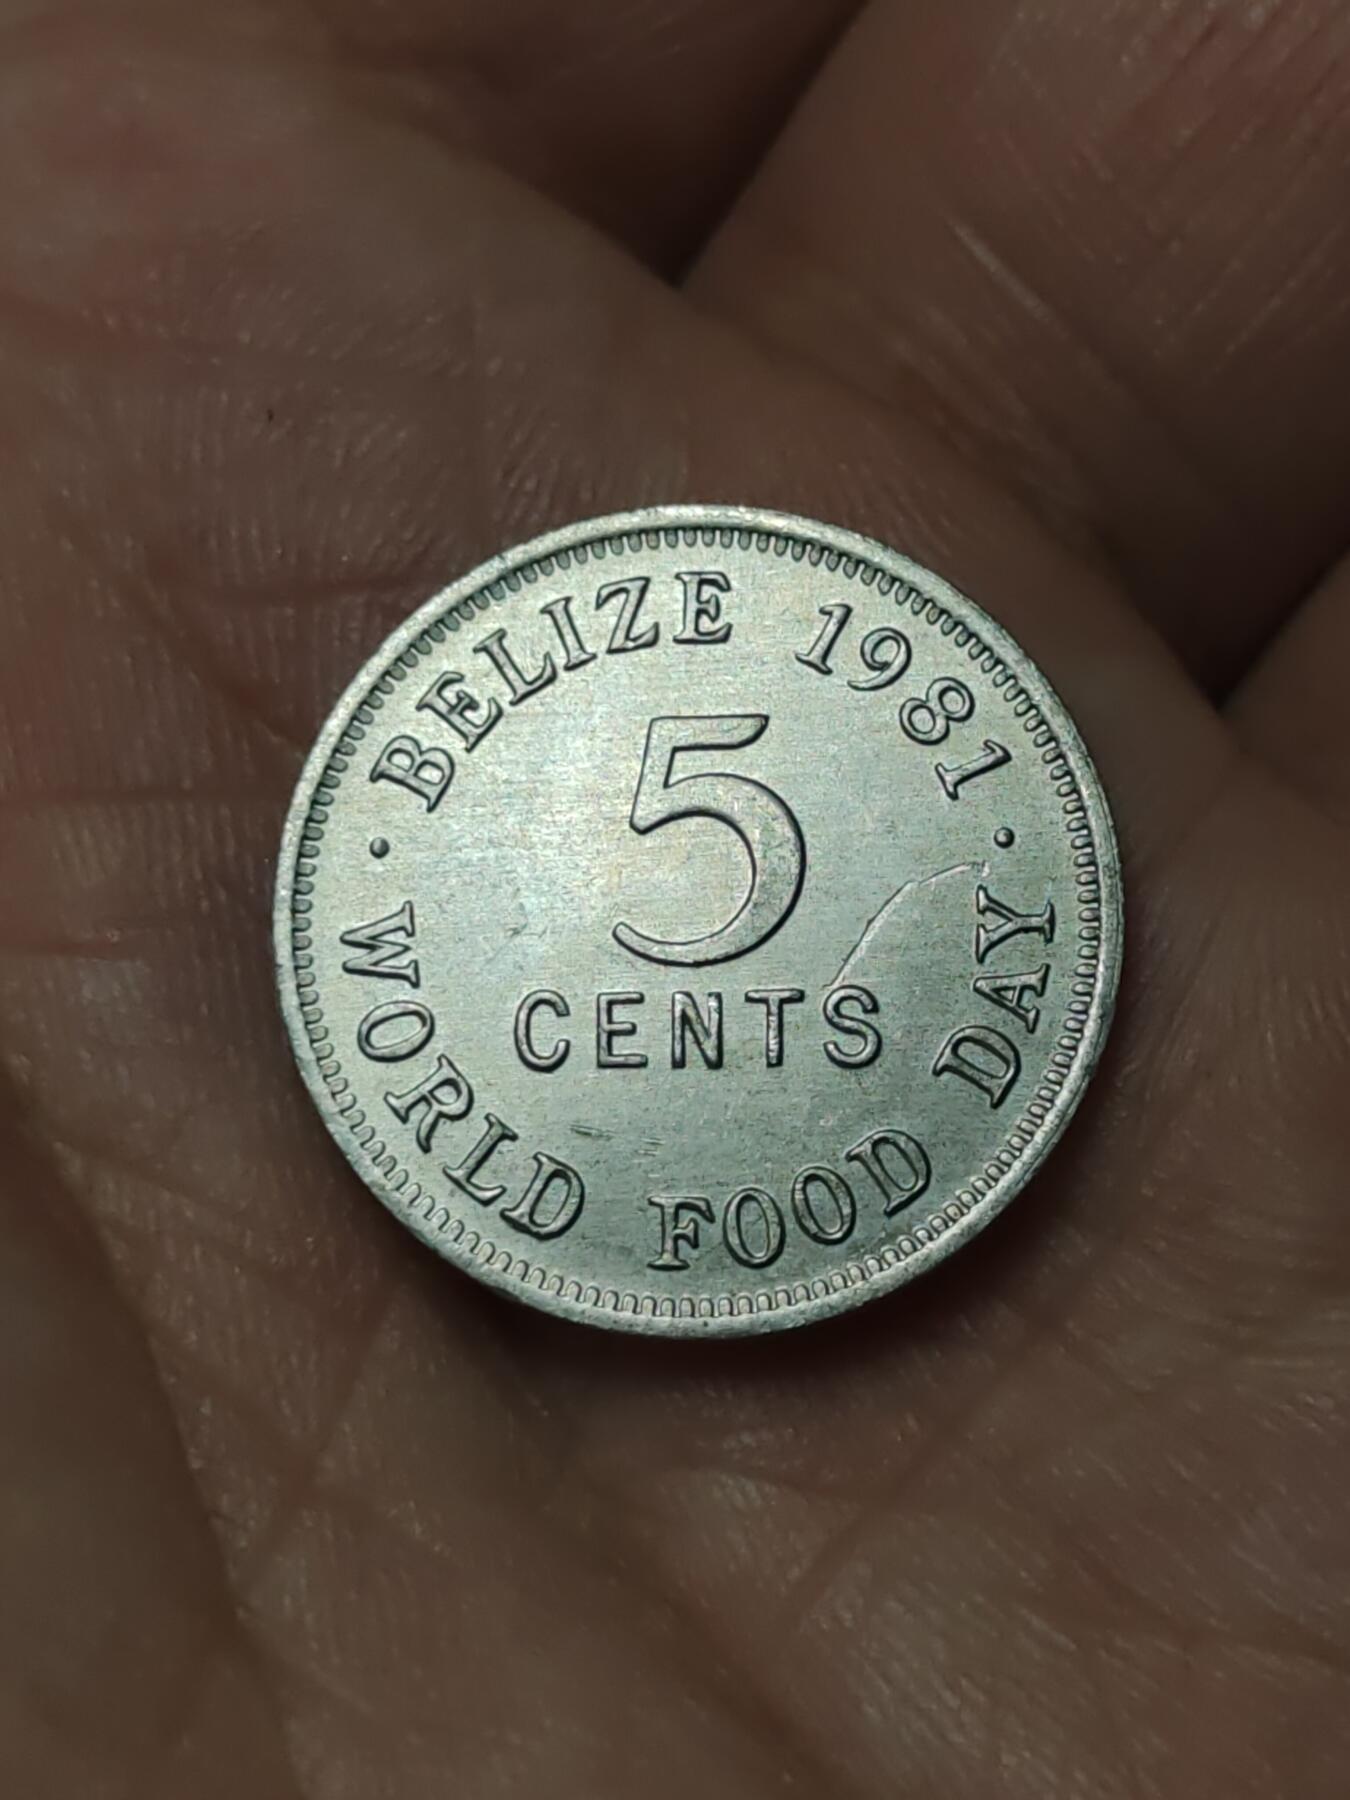 · BELIZE 1981 ·
5
CENTS
WORLD FOOD DAY